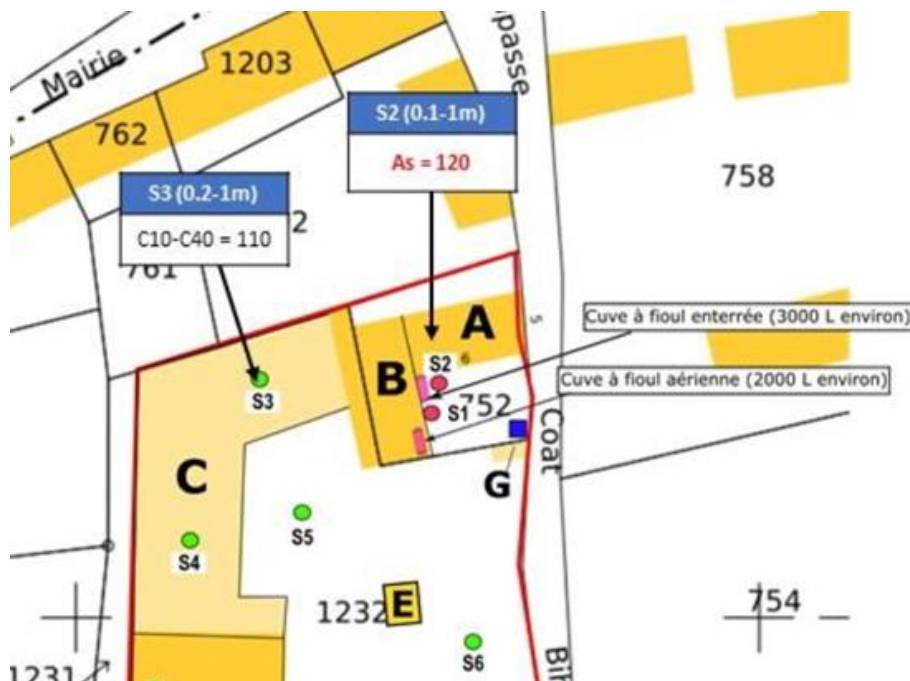 Mairie
passe
1203
762
S2 (0.1-1m)
As = 120
758
S3 (0.2-1m)
C10-C40 = 110
2
761
5
Cuve à fioul enterrée (3000 L environ)
A
B
S2
6
Cuve à fioul aérienne (2000 L environ)
S3
S1
752
Coat
C
G
S5
S4
1232
E
754
S6
1231